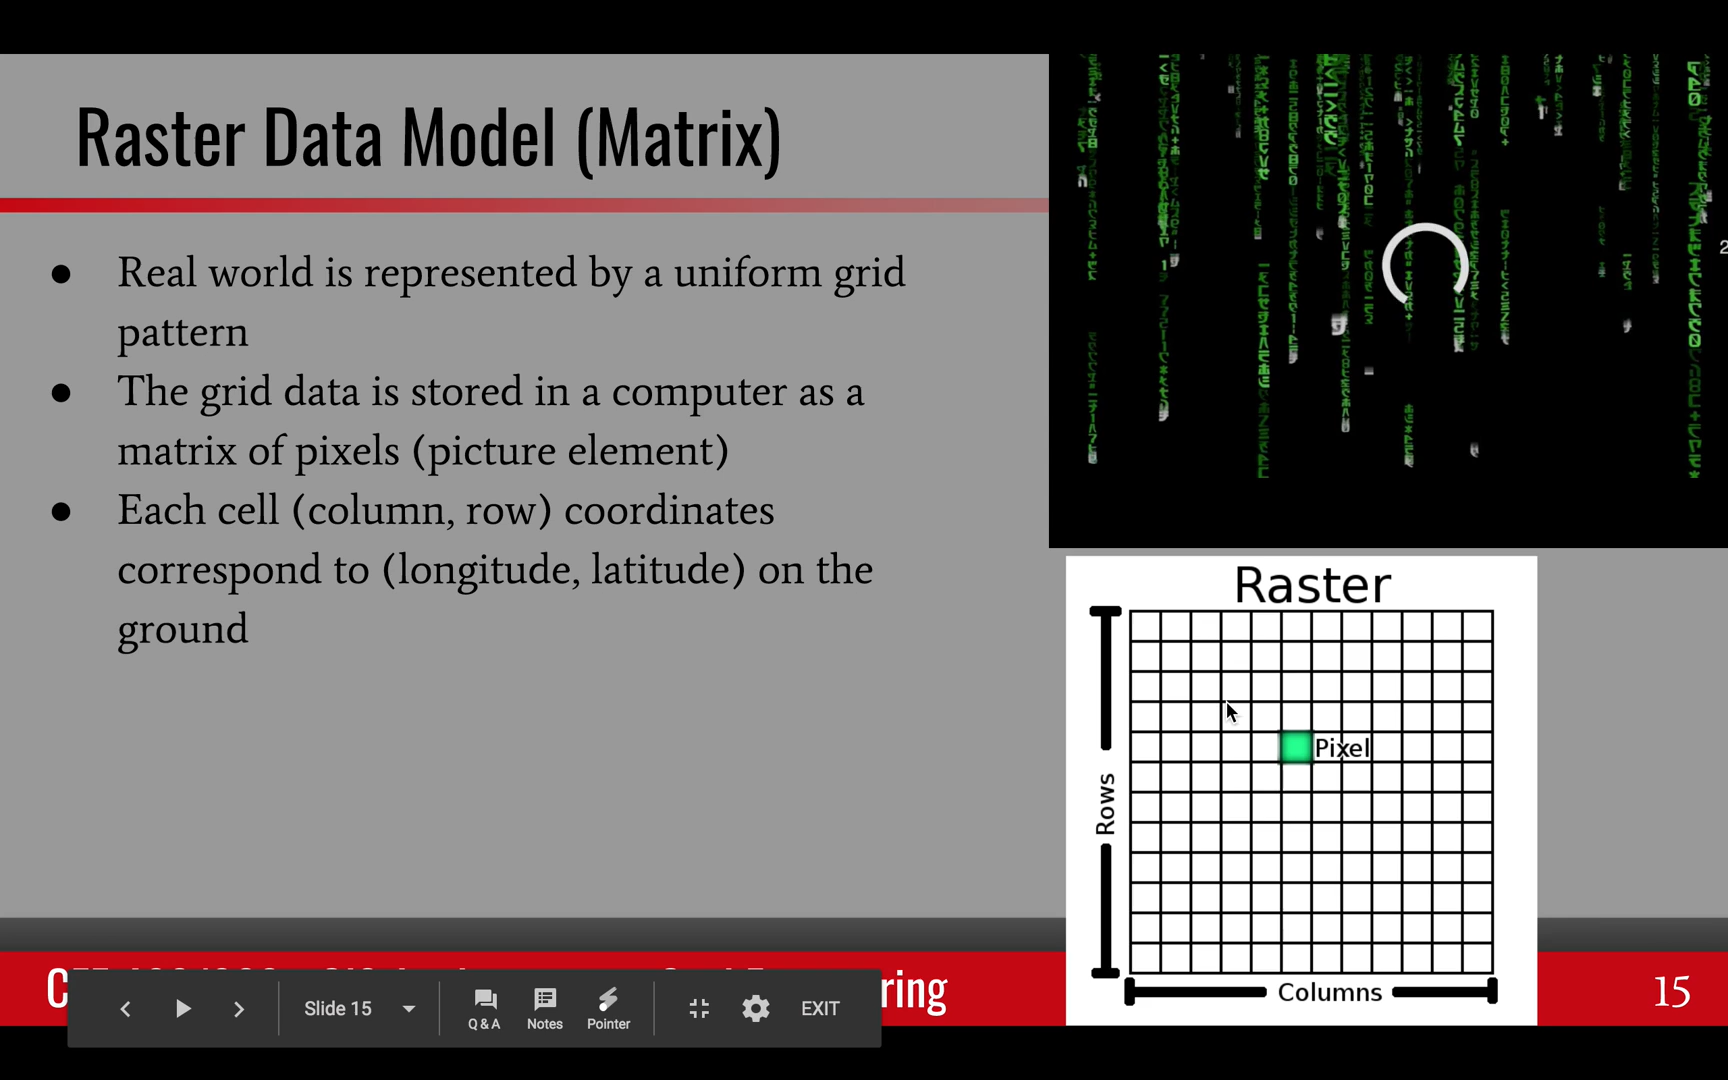 Raster Data Model (Matrix)
● Real world is represented by a uniform grid
pattern
● The grid data is stored in a computer as a
matrix of pixels (picture element)
● Each cell (column, row) coordinates
correspond to (longitude, latitude) on the
ground
Raster
Pixel
Rows
Columns
15
Slide 15
Q & A
Notes
Pointer
EXIT